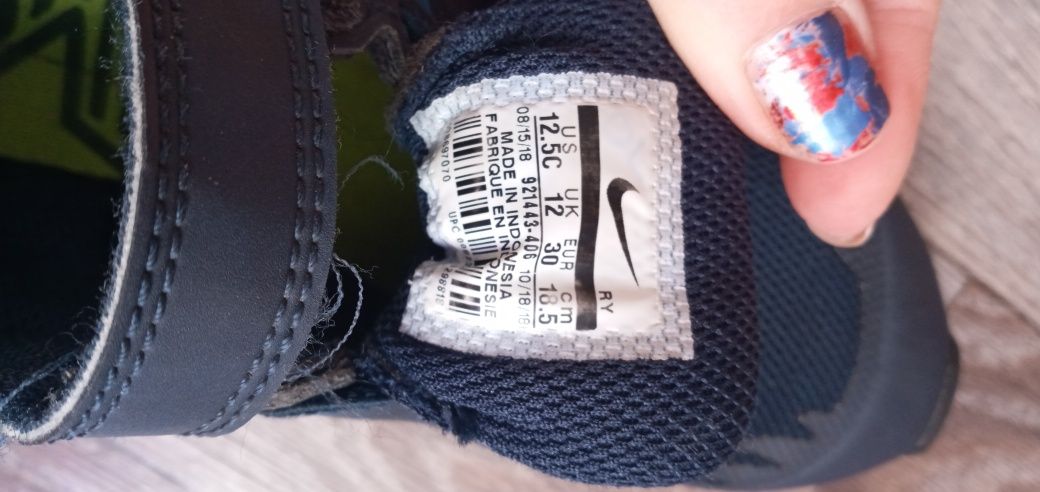 RY
US UK EUR cm
12.5C 12 30 18.5
08/15/18 921443-406 10/18/18
MADE IN INDONESIA
FABRIQUE EN INDONESIE
UPC